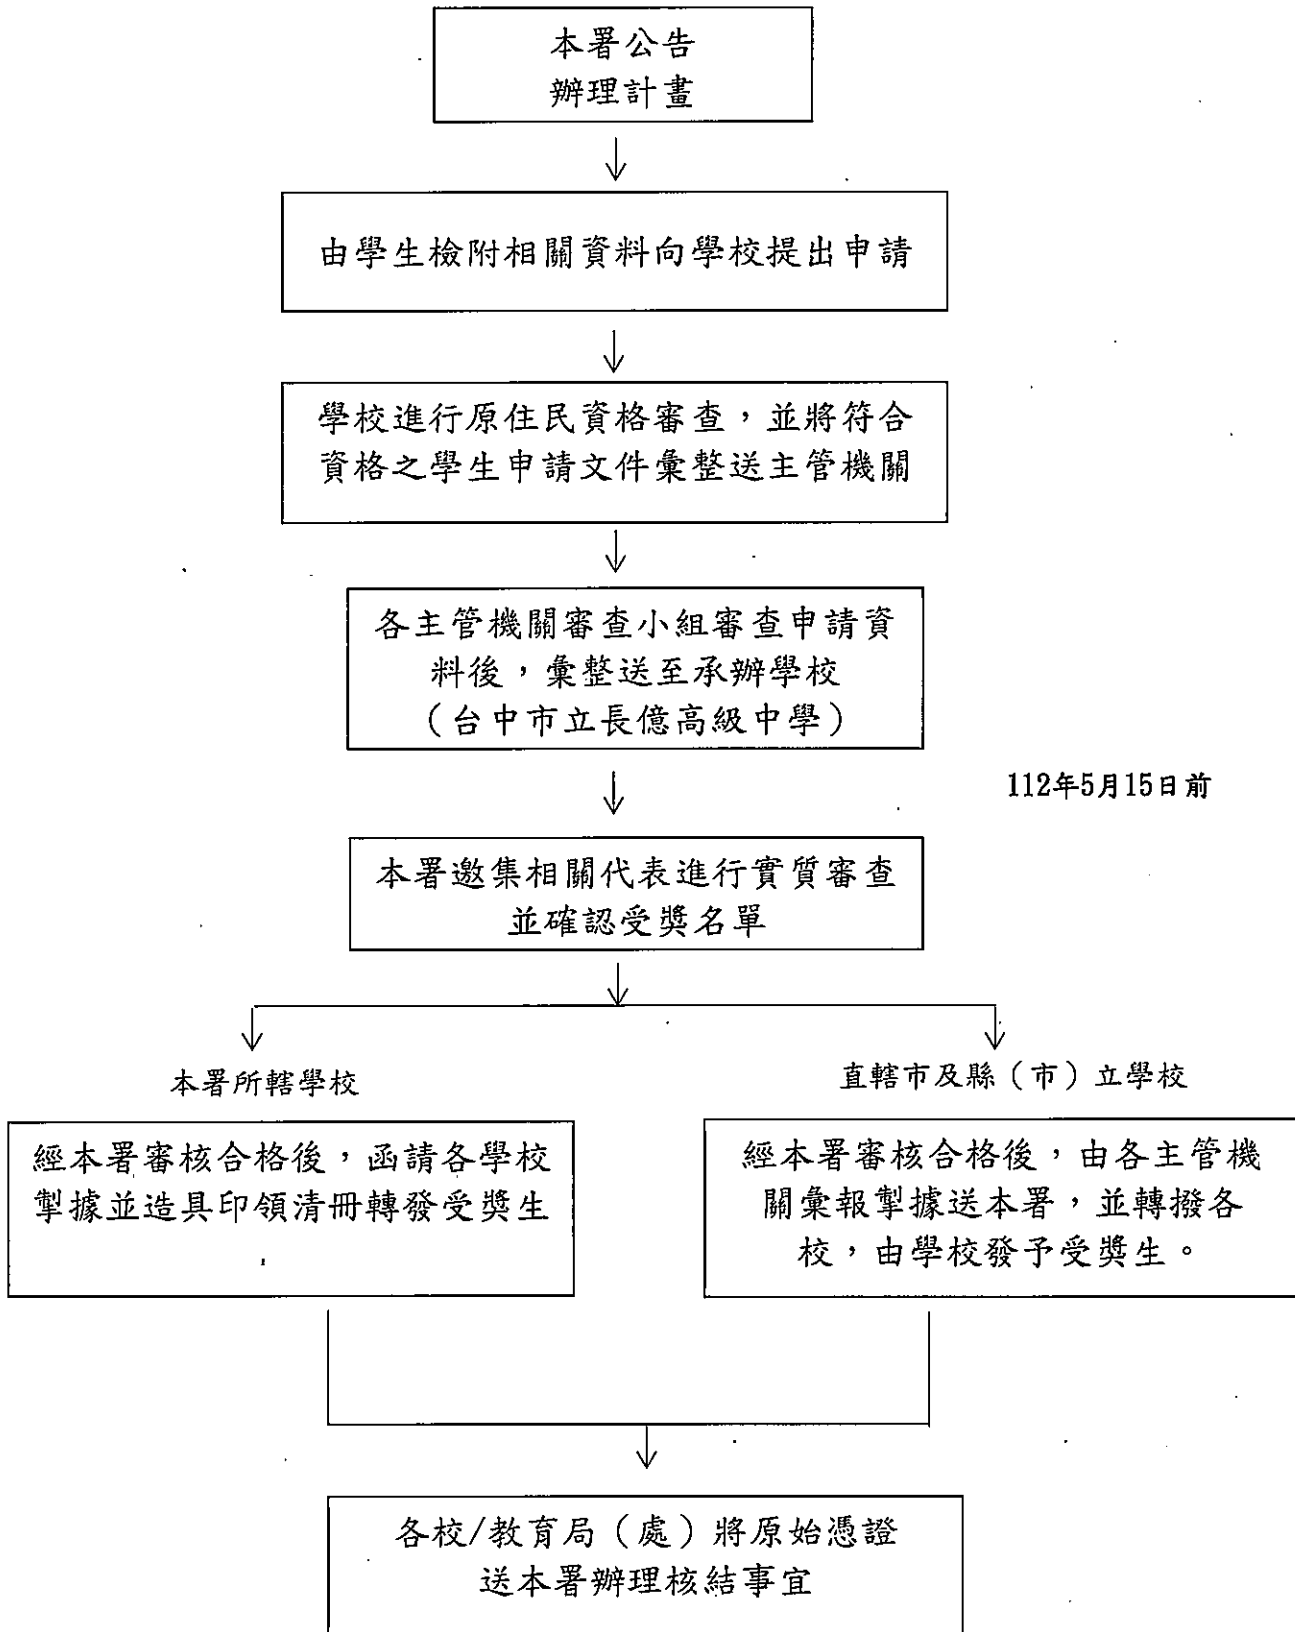 本署公告
辦理計畫
由學生檢附相關資料向學校提出申請
學校進行原住民資格審查，並將符合
資格之學生申請文件彙整送主管機關
各主管機關審查小組審查申請資
料後，彙整送至承辦學校
（台中市立長億高級中學）
112年5月15日前
本署邀集相關代表進行實質審查
並確認受獎名單
本署所轄學校
經本署審核合格後，函請各學校
掣據並造具印領清冊轉發受獎生
直轄市及縣（市）立學校
經本署審核合格後，由各主管機
關彙報掣據送本署，並轉撥各
校，由學校發予受獎生。
各校/教育局（處）將原始憑證
送本署辦理核結事宜